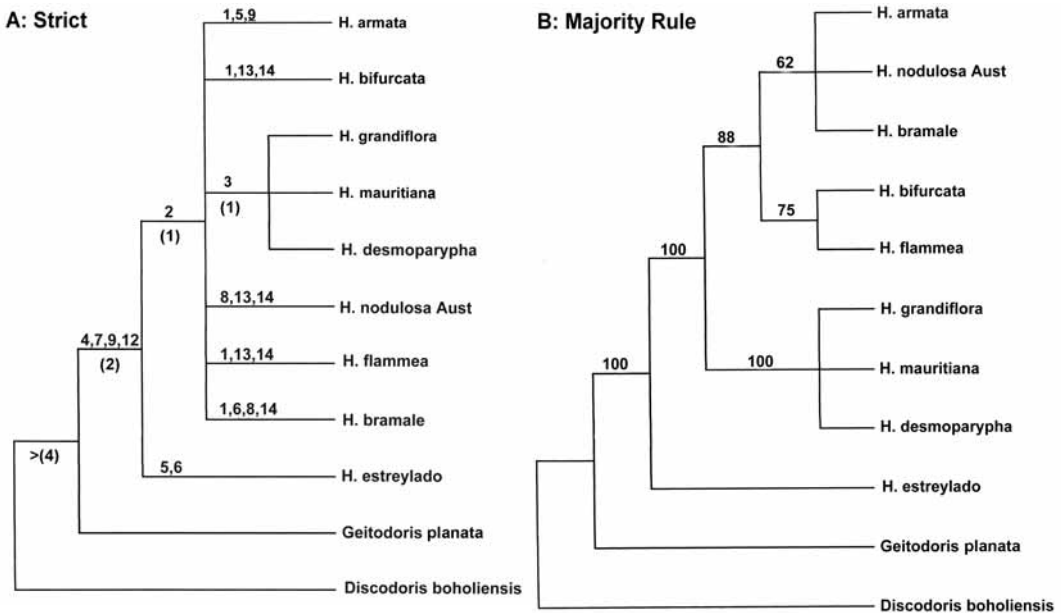 A: Strict
1,5,9
H. armata
1,13,14
H. bifurcata
H. grandiflora
3
H. mauritiana
(1)
2
(1)
H. desmoparypha
8,13,14
H. nodulosa Aust
4,7,9,12
(2)
1,13,14
H. flammea
1,6,8,14
H. bramale
>(4)
5,6
H. estreylado
Geitodoris planata
Discodoris boholiensis
B: Majority Rule
H. armata
62
H. nodulosa Aust
H. bramale
88
H. bifurcata
75
H. flammea
100
H. grandiflora
100
100
H. mauritiana
H. desmoparypha
H. estreylado
Geitodoris planata
Discodoris boholiensis